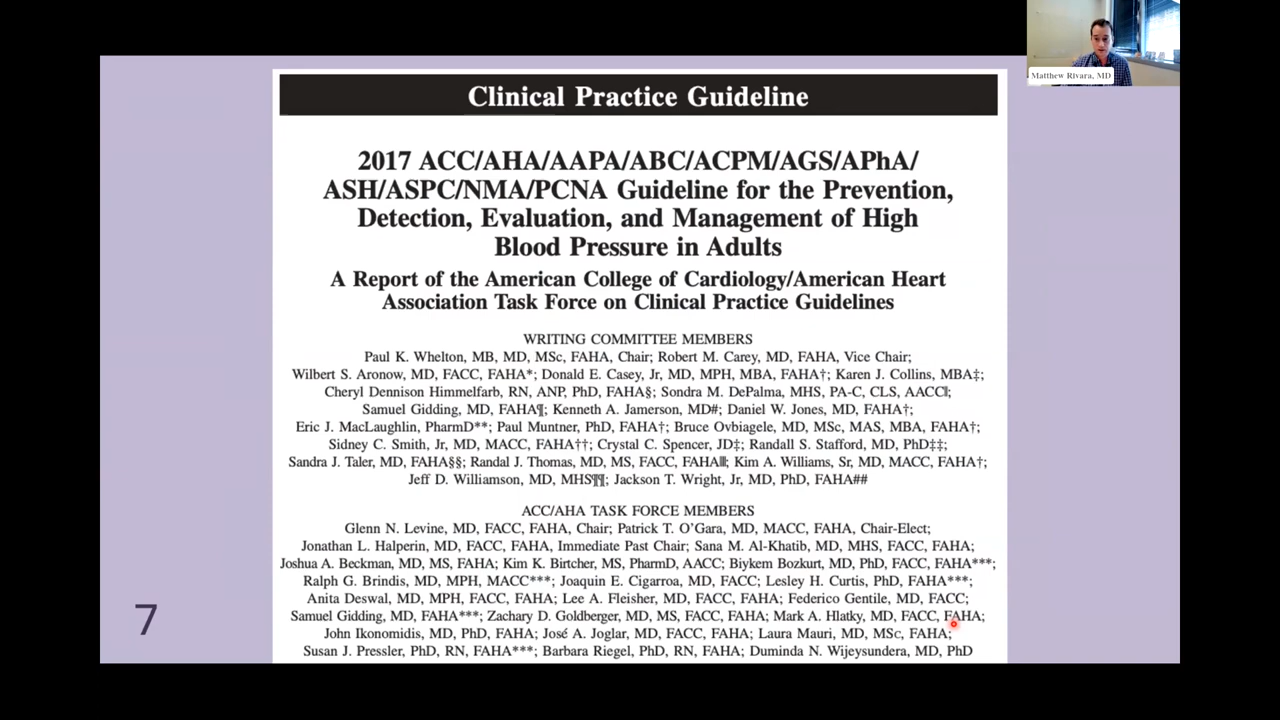 Matthew Rivara, MD
Clinical Practice Guideline
2017 ACC/AHA/AAPA/ABC/ACPM/AGS/APhA/
ASH/ASPC/NMA/PCNA Guideline for the Prevention,
Detection, Evaluation, and Management of High
Blood Pressure in Adults
A Report of the American College of Cardiology/American Heart
Association Task Force on Clinical Practice Guidelines
WRITING COMMITTEE MEMBERS
Paul K. Whelton, MB, MD, MSc, FAHA, Chair; Robert M. Carey, MD, FAHA, Vice Chair;
Wilbert S. Aronow, MD, FACC, FAHA*; Donald E. Casey, Jr, MD, MPH, MBA, FAHA†; Karen J. Collins, MBA‡;
Cheryl Dennison Himmelfarb, RN, ANP, PhD, FAHA§; Sondra M. DePalma, MHS, PA-C, CLS, AACC‖;
Samuel Gidding, MD, FAHA¶; Kenneth A. Jamerson, MD#; Daniel W. Jones, MD, FAHA†;
Eric J. MacLaughlin, PharmD**; Paul Muntner, PhD, FAHA†; Bruce Ovbiagele, MD, MSc, MAS, MBA, FAHA†;
Sidney C. Smith, Jr, MD, MACC, FAHA††; Crystal C. Spencer, JD‡; Randall S. Stafford, MD, PhD‡‡;
Sandra J. Taler, MD, FAHA§§; Randal J. Thomas, MD, MS, FACC, FAHA‖‖; Kim A. Williams, Sr, MD, MACC, FAHA†;
Jeff D. Williamson, MD, MHS¶¶; Jackson T. Wright, Jr, MD, PhD, FAHA##
ACC/AHA TASK FORCE MEMBERS
Glenn N. Levine, MD, FACC, FAHA, Chair; Patrick T. O'Gara, MD, MACC, FAHA, Chair-Elect;
Jonathan L. Halperin, MD, FACC, FAHA, Immediate Past Chair; Sana M. Al-Khatib, MD, MHS, FACC, FAHA;
Joshua A. Beckman, MD, MS, FAHA; Kim K. Birtcher, MS, PharmD, AACC; Biykem Bozkurt, MD, PhD, FACC, FAHA***;
Ralph G. Brindis, MD, MPH, MACC***; Joaquin E. Cigarroa, MD, FACC; Lesley H. Curtis, PhD, FAHA***;
Anita Deswal, MD, MPH, FACC, FAHA; Lee A. Fleisher, MD, FACC, FAHA; Federico Gentile, MD, FACC;
Samuel Gidding, MD, FAHA***; Zachary D. Goldberger, MD, MS, FACC, FAHA; Mark A. Hlatky, MD, FACC, FAHA;
John Ikonomidis, MD, PhD, FAHA; José A. Joglar, MD, FACC, FAHA; Laura Mauri, MD, MSc, FAHA;
Susan J. Pressler, PhD, RN, FAHA***; Barbara Riegel, PhD, RN, FAHA; Duminda N. Wijeysundera, MD, PhD
7